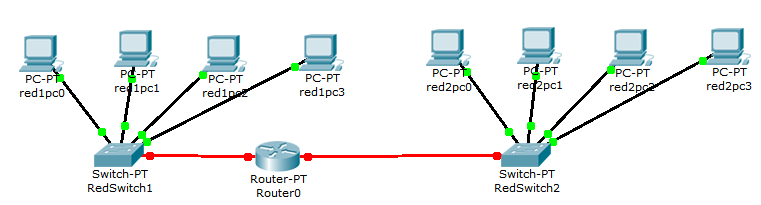 PC-PT
red1pc0
PC-PT
red1pc1
PC-PT
red1pc2
PC-PT
red1pc3
PC-PT
red2pc0
PC-PT
red2pc1
PC-PT
red2pc2
PC-PT
red2pc3
Switch-PT
RedSwitch1
Router-PT
Router0
Switch-PT
RedSwitch2